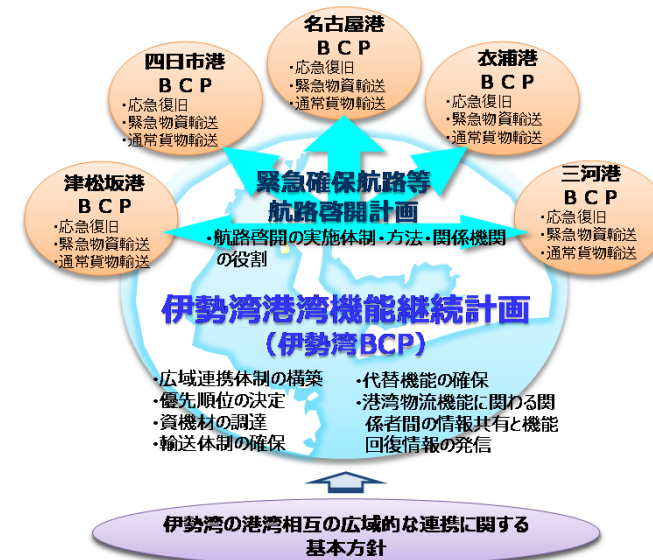 名古屋港
BCP
・応急復旧
・緊急物資輸送
・通常貨物輸送
四日市港
BCP
・応急復旧
・緊急物資輸送
・通常貨物輸送
衣浦港
BCP
・応急復旧
・緊急物資輸送
・通常貨物輸送
津松坂港
BCP
・応急復旧
・緊急物資輸送
・通常貨物輸送
三河港
BCP
・応急復旧
・緊急物資輸送
・通常貨物輸送
緊急確保航路等
航路啓開計画
・航路啓開の実施体制・方法・関係機関
の役割
伊勢湾港湾機能継続計画
（伊勢湾BCP）
・広域連携体制の構築
・優先順位の決定
・資機材の調達
・輸送体制の確保
・代替機能の確保
・港湾物流機能に関わる関
係者間の情報共有と機能
回復情報の発信
伊勢湾の港湾相互の広域的な連携に関する
基本方針